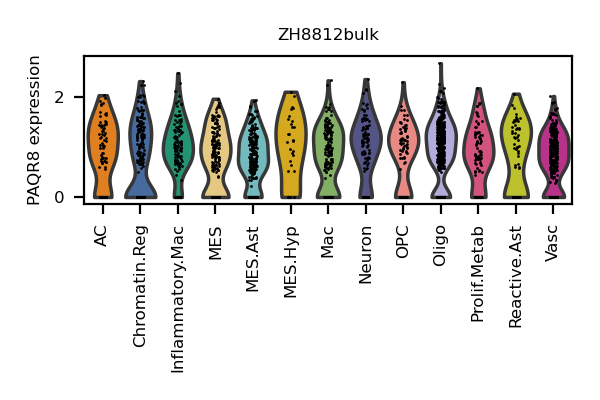 ZH8812bulk
PAQR8 expression
2
0
AC
Chromatin.Reg
Inflammatory.Mac
MES
MES.Ast
MES.Hyp
Mac
Neuron
OPC
Oligo
Prolif.Metab
Reactive.Ast
Vasc